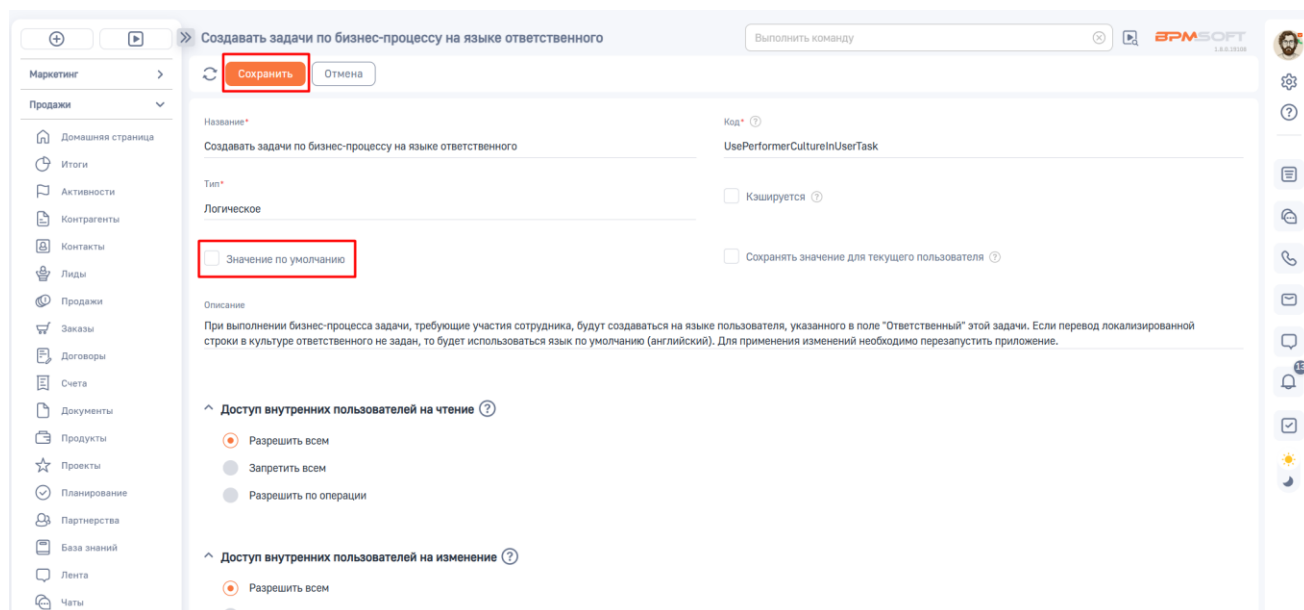 Создавать задачи по бизнес-процессу на языке ответственного
Выполнить команду
BPMSOFT
Маркетинг
Сохранить
Отмена
Продажи
Домашняя страница
Итоги
Активности
Контрагенты
Контакты
Лиды
Продажи
Заказы
Договоры
Счета
Документы
Продукты
Проекты
Планирование
Партнерства
База знаний
Лента
Чаты
Название*
Создавать задачи по бизнес-процессу на языке ответственного
Код* ?
UsePerformerCultureInUserTask
Тип*
Логическое
Кэшируется ?
Значение по умолчанию
Сохранять значение для текущего пользователя ?
Описание
При выполнении бизнес-процесса задачи, требующие участия сотрудника, будут создаваться на языке пользователя, указанного в поле "Ответственный" этой задачи. Если перевод локализированной
строки в культуре ответственного не задан, то будет использоваться язык по умолчанию (английский). Для применения изменений необходимо перезапустить приложение.
Доступ внутренних пользователей на чтение ?
Разрешить всем
Запретить всем
Разрешить по операции
Доступ внутренних пользователей на изменение ?
Разрешить всем